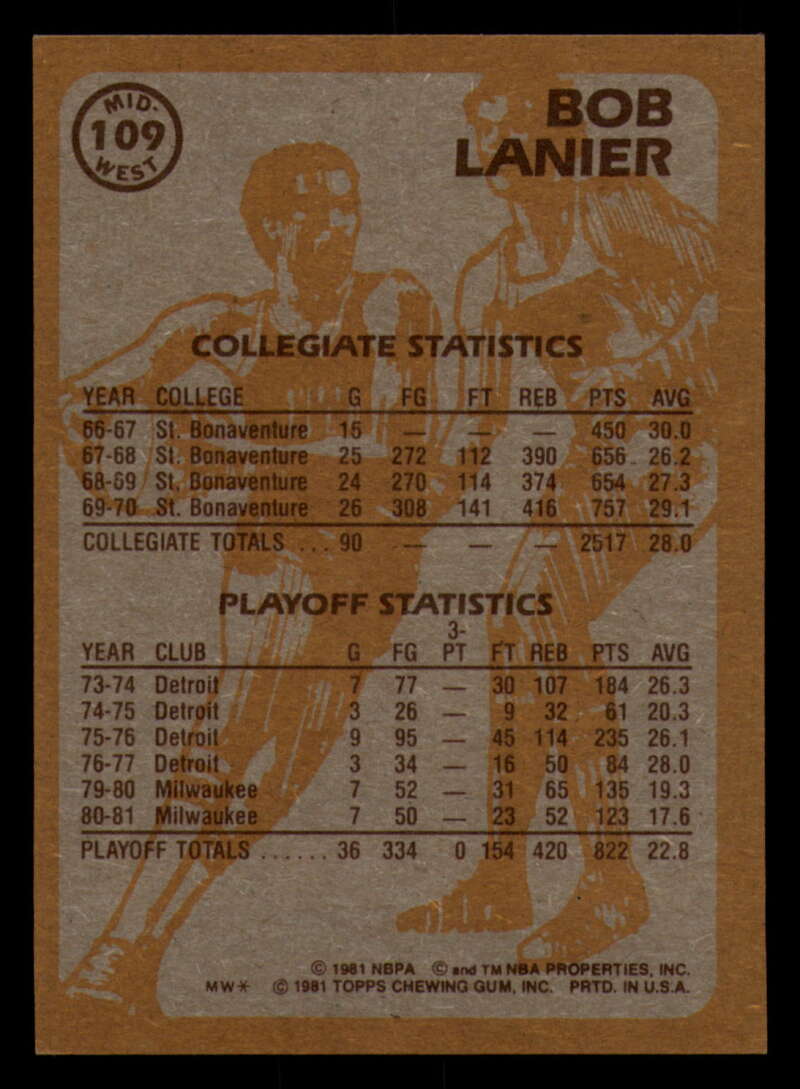 MID-
109
WEST
BOB
LANIER
COLLEGIATE STATISTICS
YEAR COLLEGE G FG FT REB PTS AVG
66-67 St. Bonaventure 15 — — — 450 30.0
67-68 St. Bonaventure 25 272 112 390 656 26.2
68-69 St. Bonaventure 24 270 114 374 654 27.3
69-70 St. Bonaventure 26 308 141 416 757 29.1
COLLEGIATE TOTALS ... 90 — — — 2517 28.0
PLAYOFF STATISTICS
3-
YEAR CLUB G FG PT FT REB PTS AVG
73-74 Detroit 7 77 — 30 107 184 26.3
74-75 Detroit 3 26 — 9 32 61 20.3
75-76 Detroit 9 95 — 45 114 235 26.1
76-77 Detroit 3 34 — 16 50 84 28.0
79-80 Milwaukee 7 52 — 31 65 135 19.3
80-81 Milwaukee 7 50 — 23 52 123 17.6
PLAYOFF TOTALS ...... 36 334 0 154 420 822 22.8
© 1981 NBPA © and TM NBA PROPERTIES, INC.
MW* © 1981 TOPPS CHEWING GUM, INC. PRTD. IN U.S.A.